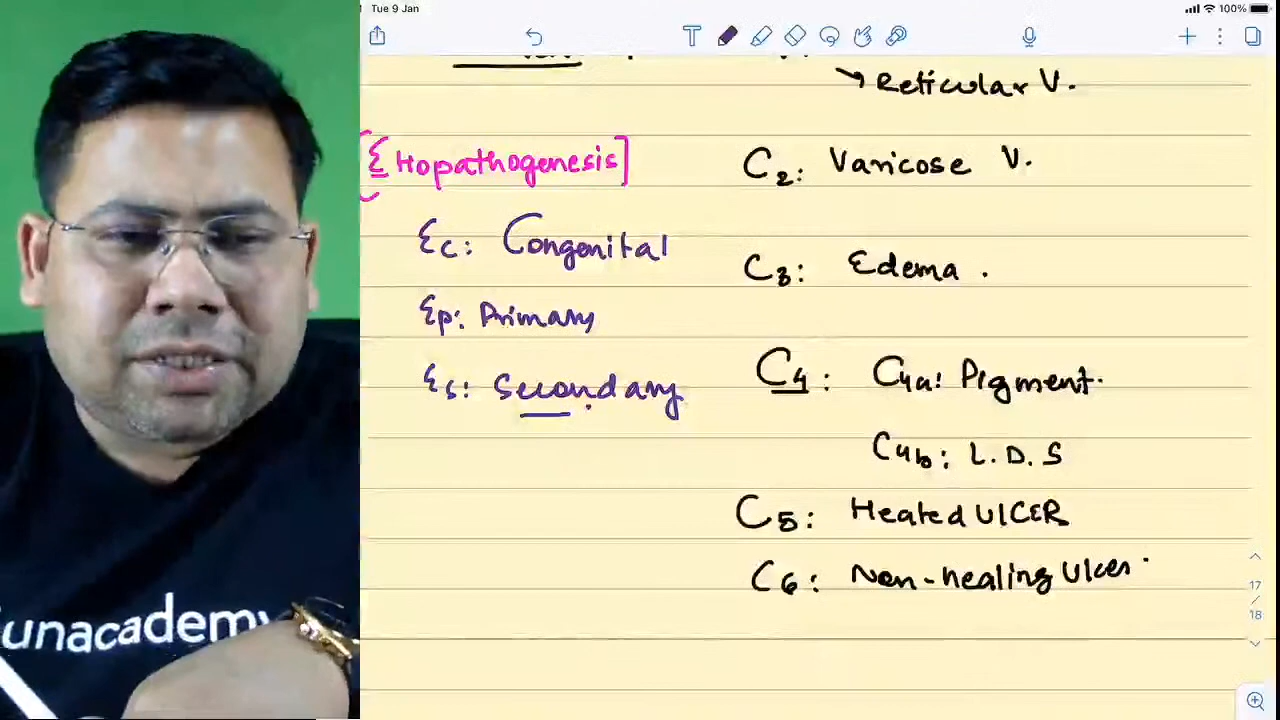 Tue 9 Jan
100%
Reticular V.
[Etiopathogenesis]
C2: Varicose V.
Ec: Congenital
C3: Edema .
Ep: Primary
Es: Secondary
C4: C4a: Pigment.
C4b: L.D.S
C5: Healed UlCER
C6: Non-healing Ulcer.
17
/
18
unacademy